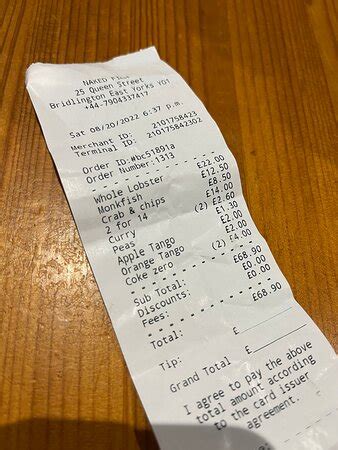 NAKED
25 Queen Street
Bridlington East Yorks YO1
+44-7904337417
Sat 08/20/2022 6:37 p.m.
Merchant ID: 2101758423
Terminal ID: 210175842302
Order ID:#bc51891a
Order Number:1313
Whole Lobster £22.00
Monkfish £12.50
Crab & chips £8.50
2 for 14 £14.00
Curry (2) £2.60
Peas £1.30
Apple Tango £2.00
Orange Tango £2.00
Coke zero (2) £4.00
Sub Total: £68.90
Discounts: £0.00
Fees: £0.00
Total: £68.90
Tip: £
Grand Total £
I agree to pay the above
total amount according
to the card issuer
agreement.